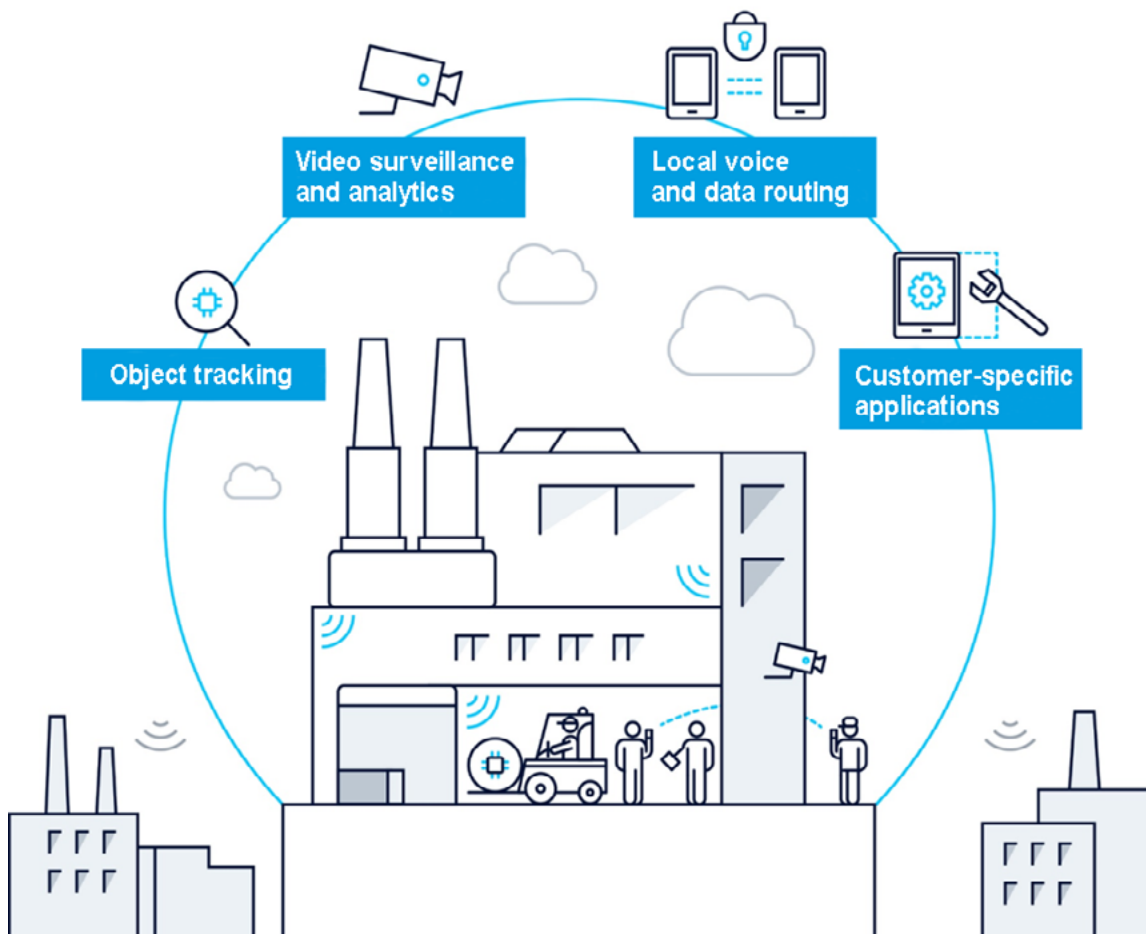 Video surveillance
and analytics
Local voice
and data routing
Object tracking
Customer-specific
applications